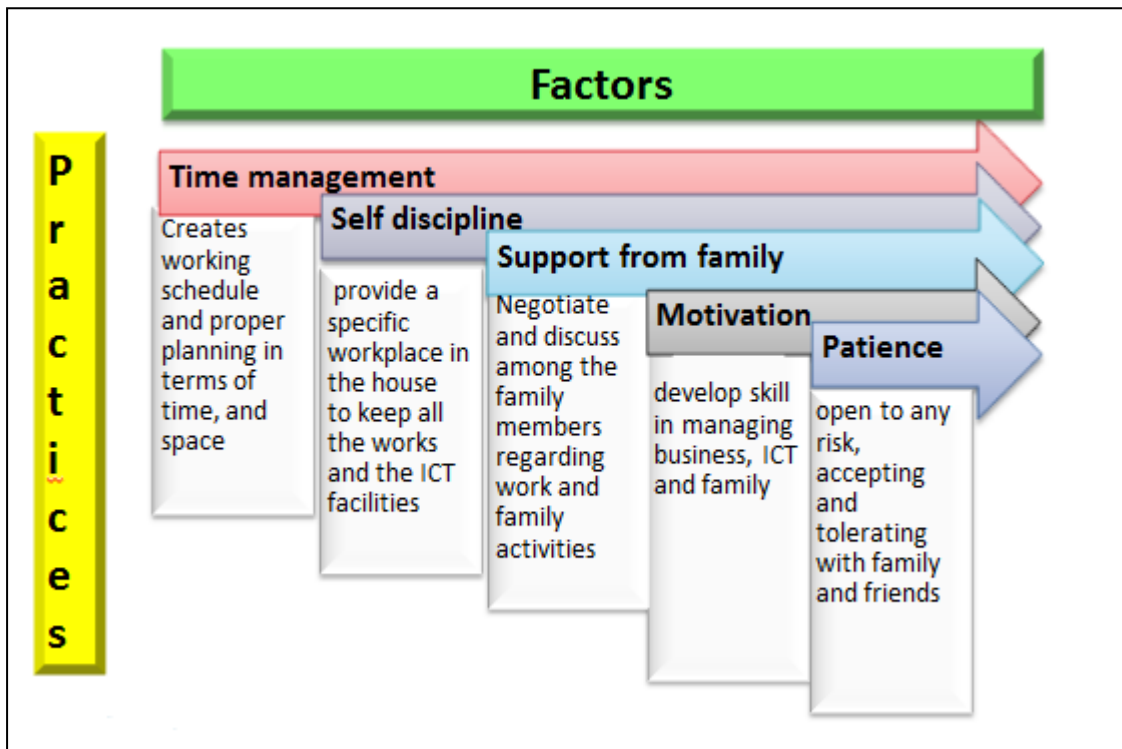 Factors
Practices
Time management
Creates
working
schedule
and proper
planning in
terms of
time, and
space
Self discipline
provide a
specific
workplace in
the house
to keep all
the works
and the ICT
facilities
Support from family
Negotiate
and discuss
among the
family
members
regarding
work and
family
activities
Motivation
develop skill
in managing
business, ICT
and family
Patience
open to any
risk,
accepting
and
tolerating
with family
and friends